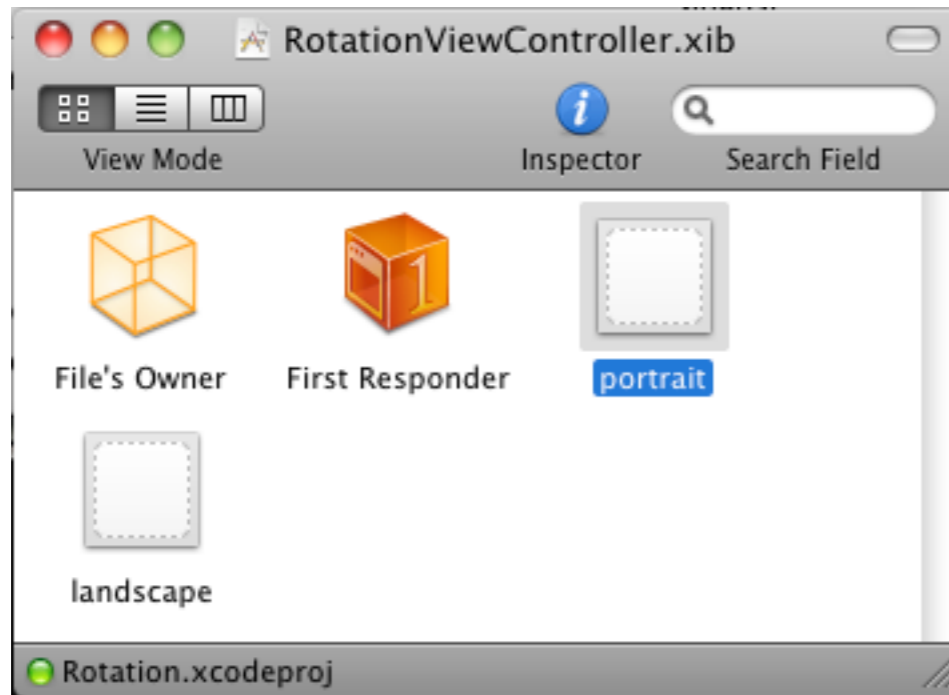 RotationViewController.xib
View Mode
Inspector
Search Field
File's Owner
First Responder
portrait
landscape
Rotation.xcodeproj